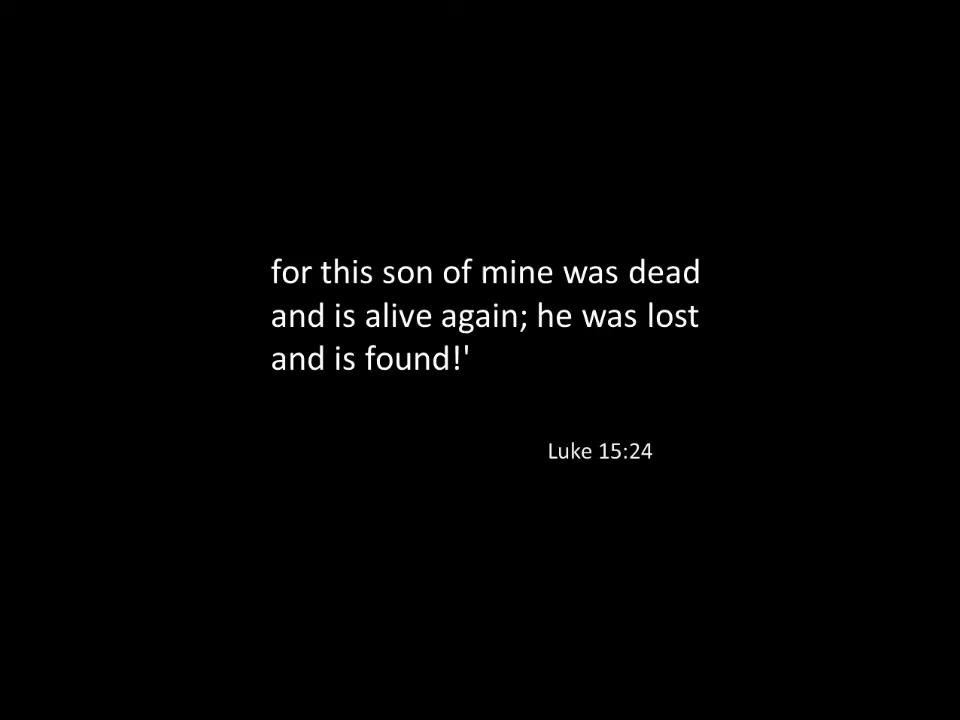 for this son of mine was dead
and is alive again; he was lost
and is found!'
Luke 15:24